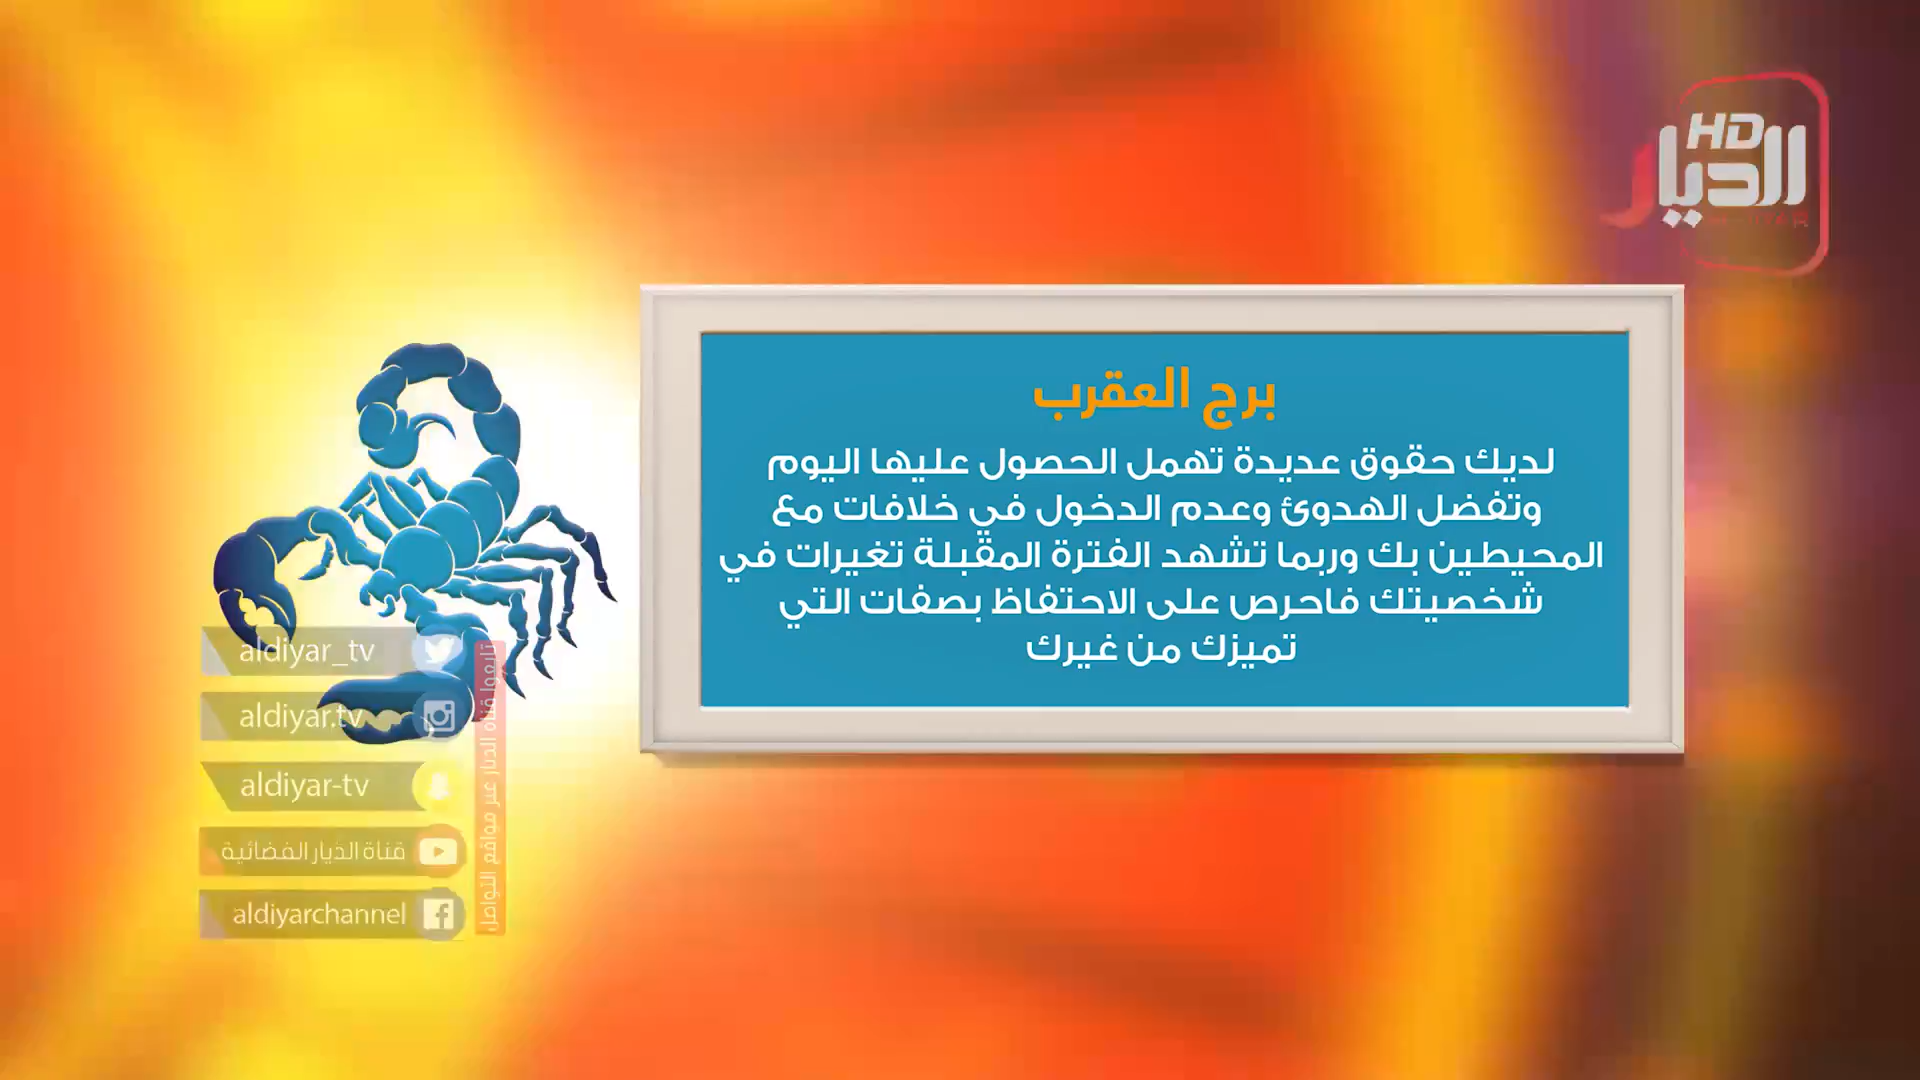 HD
الديار
برج العقرب
لديك حقوق عديدة تهمل الحصول عليها اليوم
وتفضل الهدوئ وعدم الدخول في خلافات مع
المحيطين بك وربما تشهد الفترة المقبلة تغيرات في
شخصيتك فاحرص على الاحتفاظ بصفات التي
تميزك من غيرك
aldiyar_tv
aldiyar.tv
aldiyar-tv
قناة الديار الفضائية
aldiyarchannel
تابعوا قناة الديار عبر مواقع التواصل